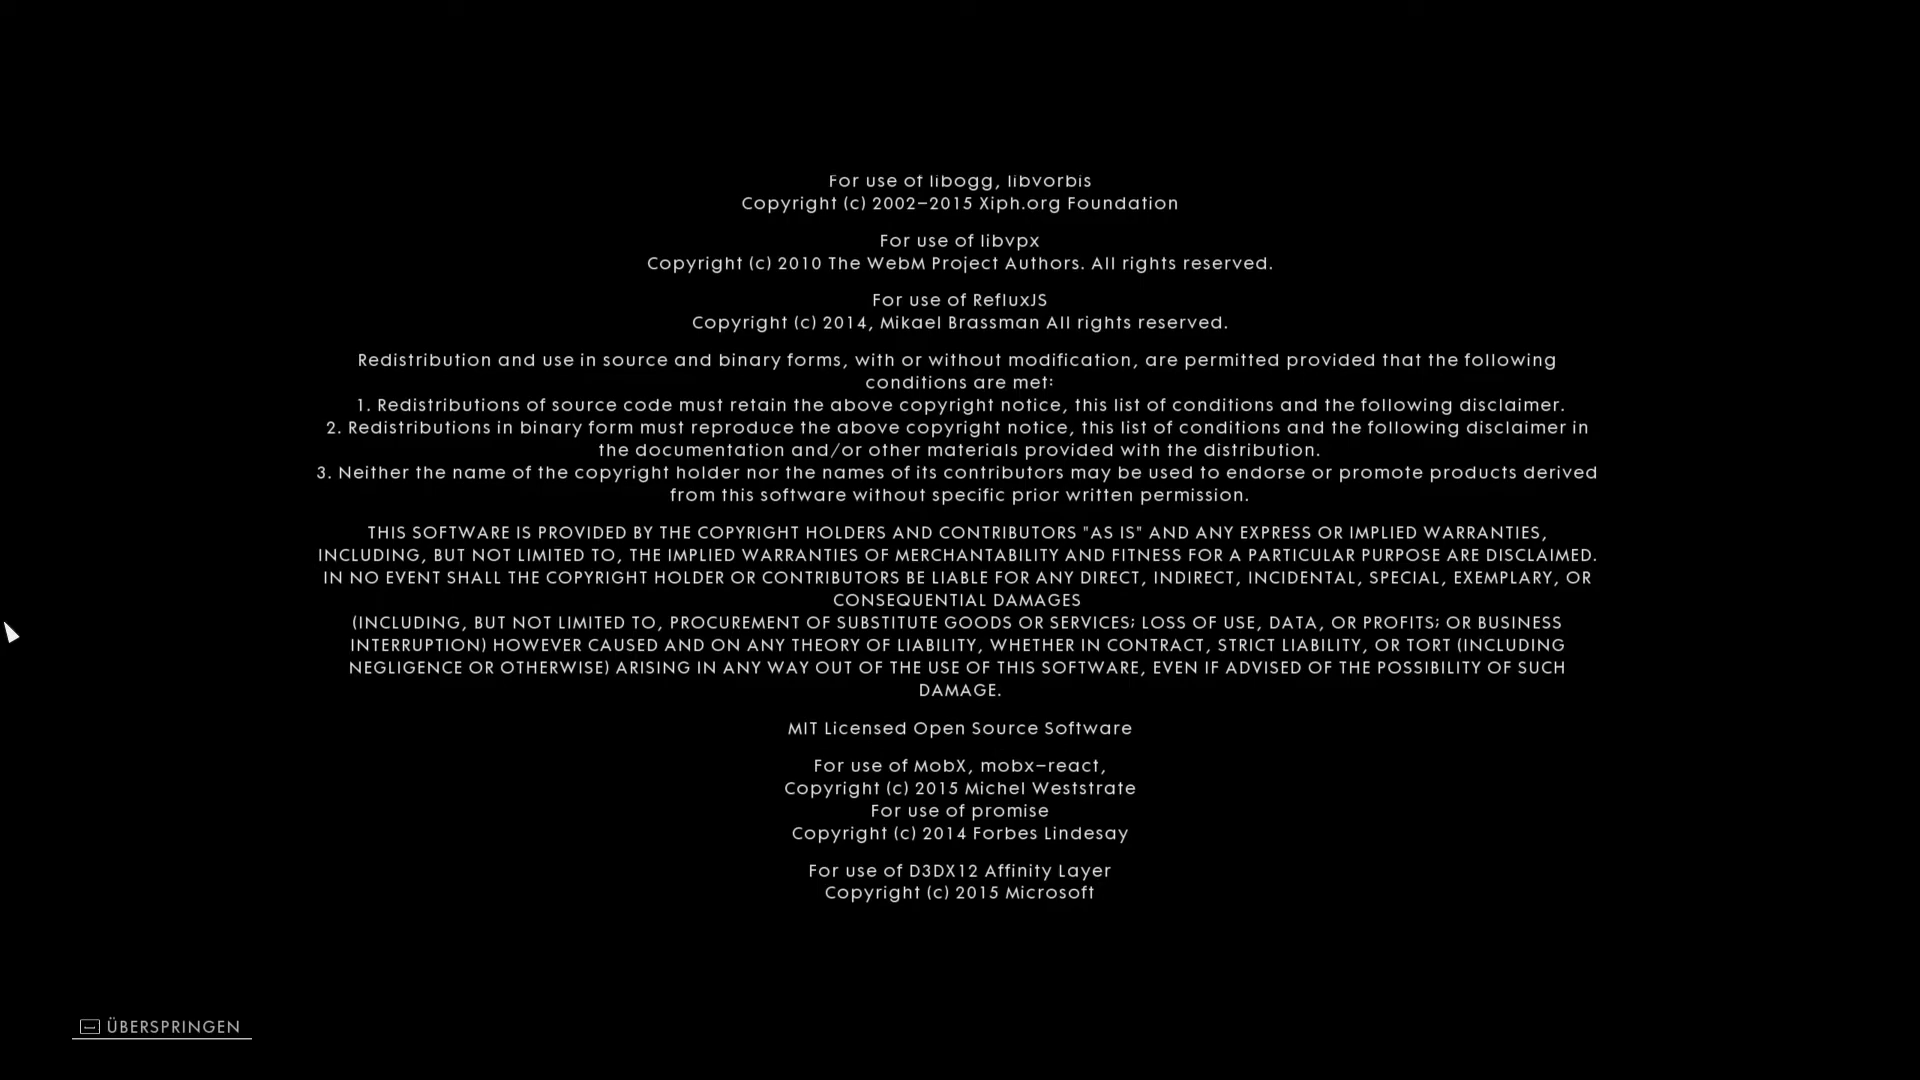 For use of libogg, libvorbis
Copyright (c) 2002–2015 Xiph.org Foundation
For use of libvpx
Copyright (c) 2010 The WebM Project Authors. All rights reserved.
For use of RefluxJS
Copyright (c) 2014, Mikael Brassman All rights reserved.
Redistribution and use in source and binary forms, with or without modification, are permitted provided that the following
conditions are met:
1. Redistributions of source code must retain the above copyright notice, this list of conditions and the following disclaimer.
2. Redistributions in binary form must reproduce the above copyright notice, this list of conditions and the following disclaimer in
the documentation and/or other materials provided with the distribution.
3. Neither the name of the copyright holder nor the names of its contributors may be used to endorse or promote products derived
from this software without specific prior written permission.
THIS SOFTWARE IS PROVIDED BY THE COPYRIGHT HOLDERS AND CONTRIBUTORS "AS IS" AND ANY EXPRESS OR IMPLIED WARRANTIES,
INCLUDING, BUT NOT LIMITED TO, THE IMPLIED WARRANTIES OF MERCHANTABILITY AND FITNESS FOR A PARTICULAR PURPOSE ARE DISCLAIMED.
IN NO EVENT SHALL THE COPYRIGHT HOLDER OR CONTRIBUTORS BE LIABLE FOR ANY DIRECT, INDIRECT, INCIDENTAL, SPECIAL, EXEMPLARY, OR
CONSEQUENTIAL DAMAGES
(INCLUDING, BUT NOT LIMITED TO, PROCUREMENT OF SUBSTITUTE GOODS OR SERVICES; LOSS OF USE, DATA, OR PROFITS; OR BUSINESS
INTERRUPTION) HOWEVER CAUSED AND ON ANY THEORY OF LIABILITY, WHETHER IN CONTRACT, STRICT LIABILITY, OR TORT (INCLUDING
NEGLIGENCE OR OTHERWISE) ARISING IN ANY WAY OUT OF THE USE OF THIS SOFTWARE, EVEN IF ADVISED OF THE POSSIBILITY OF SUCH
DAMAGE.
MIT Licensed Open Source Software
For use of MobX, mobx–react,
Copyright (c) 2015 Michel Weststrate
For use of promise
Copyright (c) 2014 Forbes Lindesay
For use of D3DX12 Affinity Layer
Copyright (c) 2015 Microsoft
ÜBERSPRINGEN